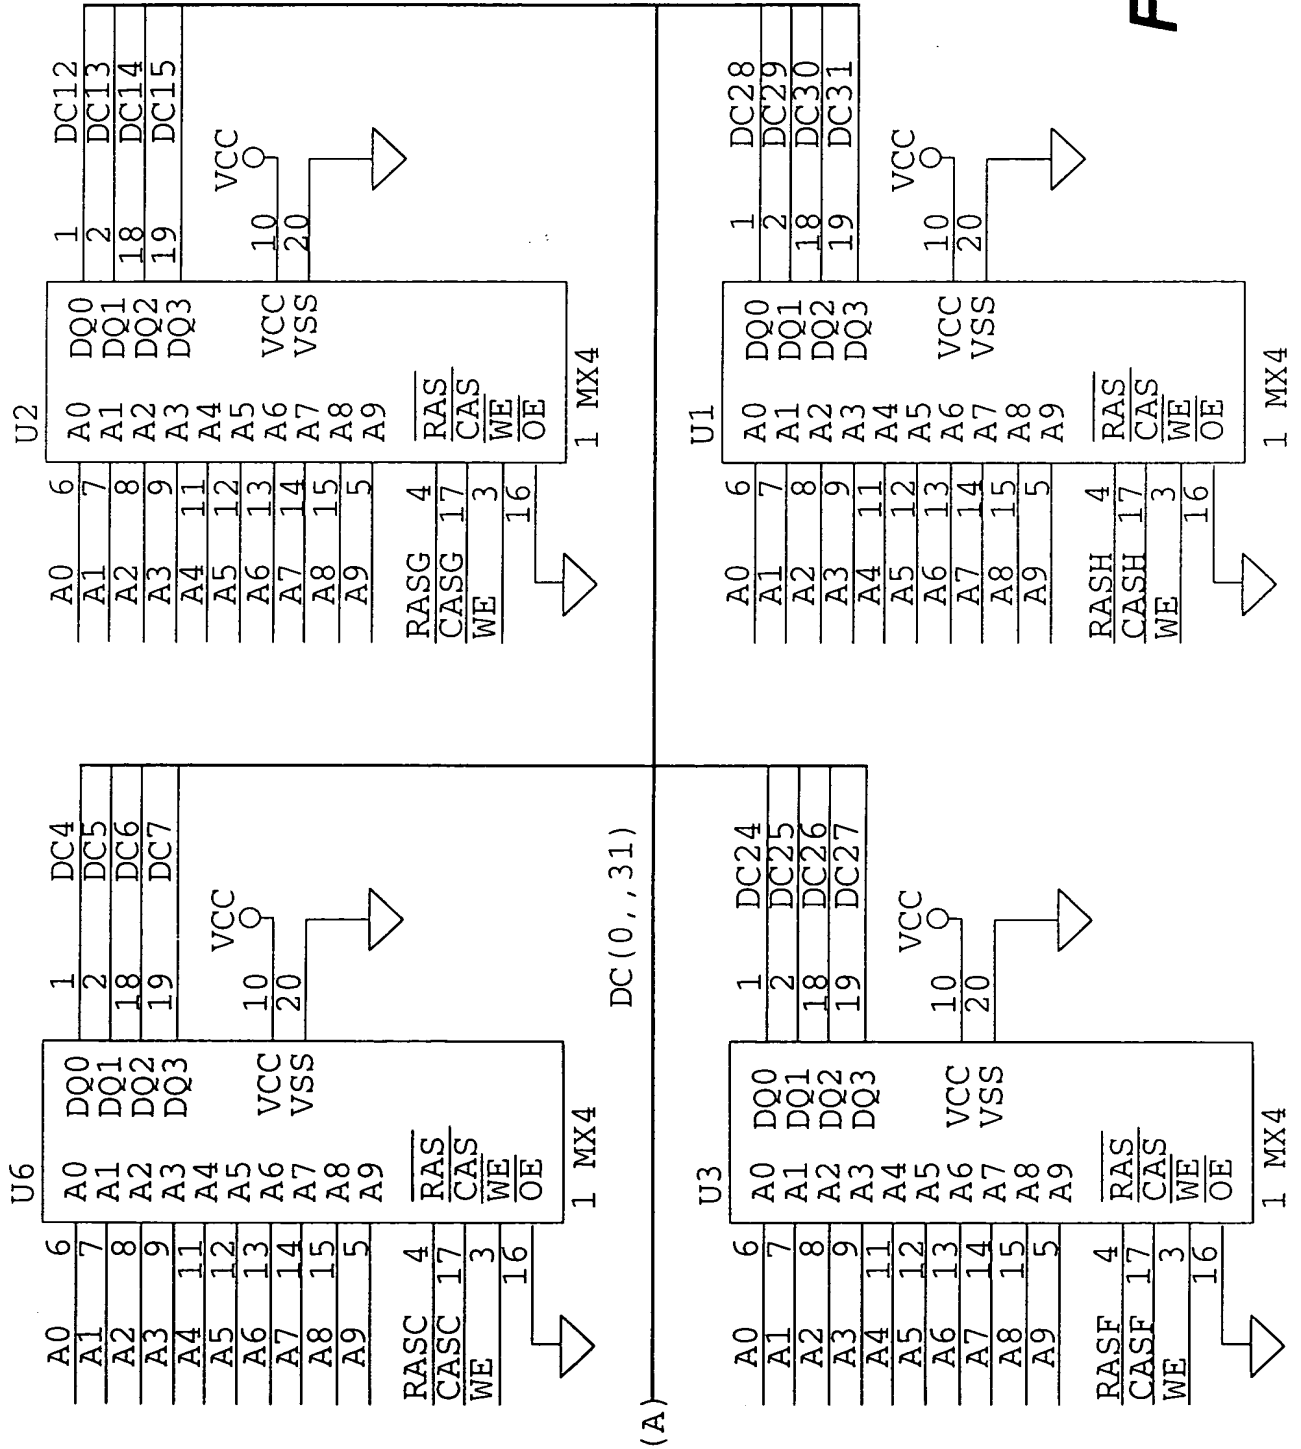 U6
A0 6 A0 DQ0 1 DC4
A1 7 A1 DQ1 2 DC5
A2 8 A2 DQ2 18 DC6
A3 9 A3 DQ3 19 DC7
A4 11 A4
A5 12 A5
A6 13 A6 VCC 10 VCC
A7 14 A7 VSS 20
A8 15 A8
A9 5 A9
RASC 4 RAS
CASC 17 CAS
WE 3 WE
16 OE
1 MX4
U2
A0 6 A0 DQ0 1 DC12
A1 7 A1 DQ1 2 DC13
A2 8 A2 DQ2 18 DC14
A3 9 A3 DQ3 19 DC15
A4 11 A4
A5 12 A5
A6 13 A6 VCC 10 VCC
A7 14 A7 VSS 20
A8 15 A8
A9 5 A9
RASG 4 RAS
CASG 17 CAS
WE 3 WE
16 OE
1 MX4
(A)
DC(0,,31)
U3
A0 6 A0 DQ0 1 DC24
A1 7 A1 DQ1 2 DC25
A2 8 A2 DQ2 18 DC26
A3 9 A3 DQ3 19 DC27
A4 11 A4
A5 12 A5
A6 13 A6 VCC 10 VCC
A7 14 A7 VSS 20
A8 15 A8
A9 5 A9
RASF 4 RAS
CASF 17 CAS
WE 3 WE
16 OE
1 MX4
U1
A0 6 A0 DQ0 1 DC28
A1 7 A1 DQ1 2 DC29
A2 8 A2 DQ2 18 DC30
A3 9 A3 DQ3 19 DC31
A4 11 A4
A5 12 A5
A6 13 A6 VCC 10 VCC
A7 14 A7 VSS 20
A8 15 A8
A9 5 A9
RASH 4 RAS
CASH 17 CAS
WE 3 WE
16 OE
1 MX4